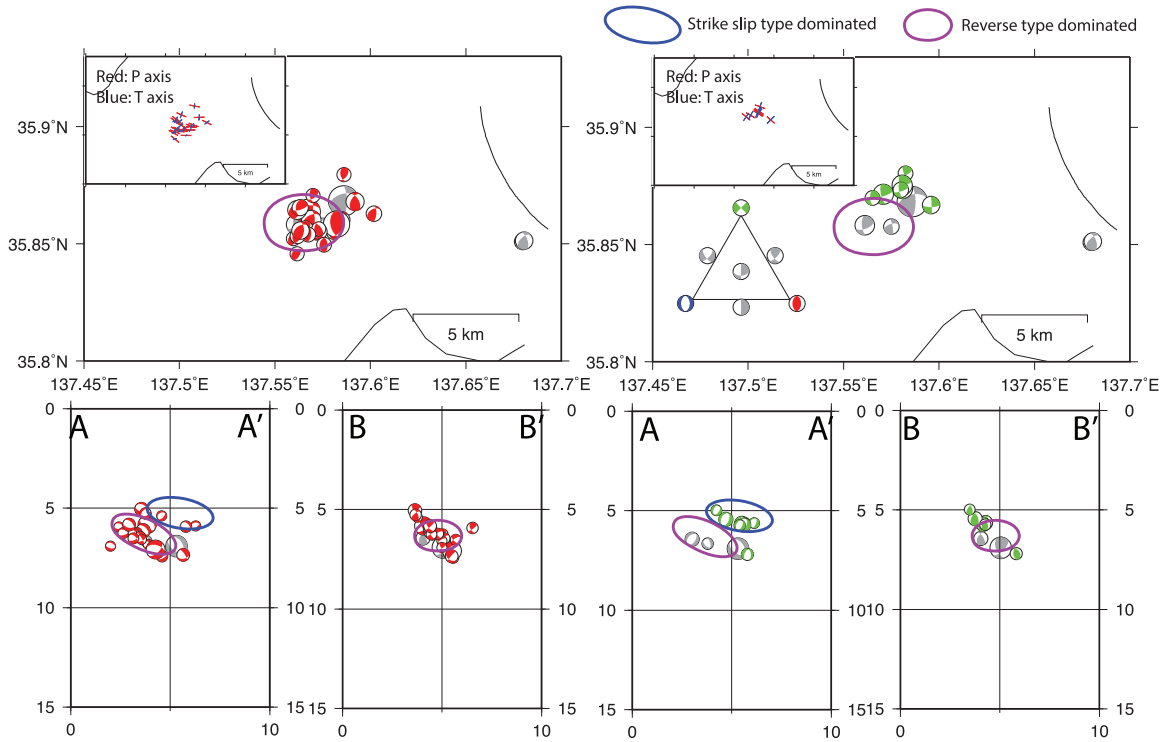 Strike slip type dominated
Reverse type dominated
Red: P axis
Blue: T axis
5 km
35.9°N
35.85°N
35.8°N
5 km
137.45°E
137.5°E
137.55°E
137.6°E
137.65°E
137.7°E
Red: P axis
Blue: T axis
5 km
35.9°N
35.85°N
35.8°N
5 km
137.45°E
137.5°E
137.55°E
137.6°E
137.65°E
137.7°E
A
A'
0
5
10
15
0
0
5
10
15
B
B'
0
10
0
5
10
15
A
A'
0
5
10
15
0
0
5
10
15
B
B'
0
10
0
5
10
15
0
5
10
15